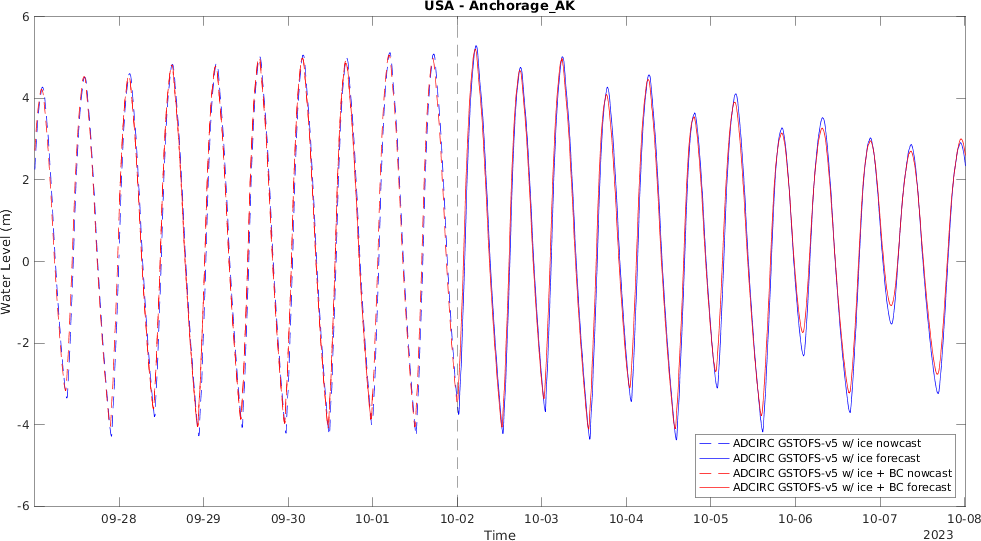 USA - Anchorage_AK
6
4
2
0
-2
-4
-6
Water Level (m)
ADCIRC GSTOFS-v5 w/ ice nowcast
ADCIRC GSTOFS-v5 w/ ice forecast
ADCIRC GSTOFS-v5 w/ ice + BC nowcast
ADCIRC GSTOFS-v5 w/ ice + BC forecast
09-28 09-29 09-30 10-01 10-02 10-03 10-04 10-05 10-06 10-07 10-08
Time 2023